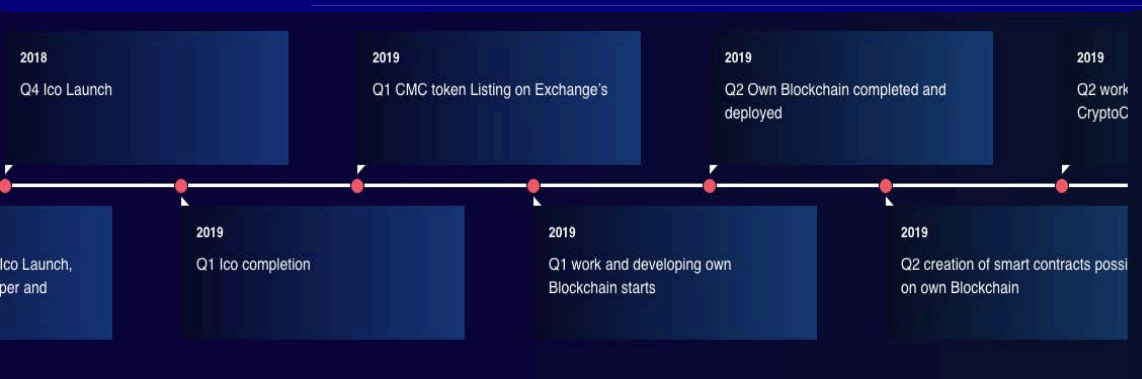 2018
Q4 Ico Launch
2019
Q1 CMC token Listing on Exchange's
2019
Q2 Own Blockchain completed and
deployed
2019
Q2 work
Ico Launch,
per and
2019
Q1 Ico completion
2019
Q1 work and developing own
Blockchain starts
2019
Q2 creation of smart contracts
on own Blockchain